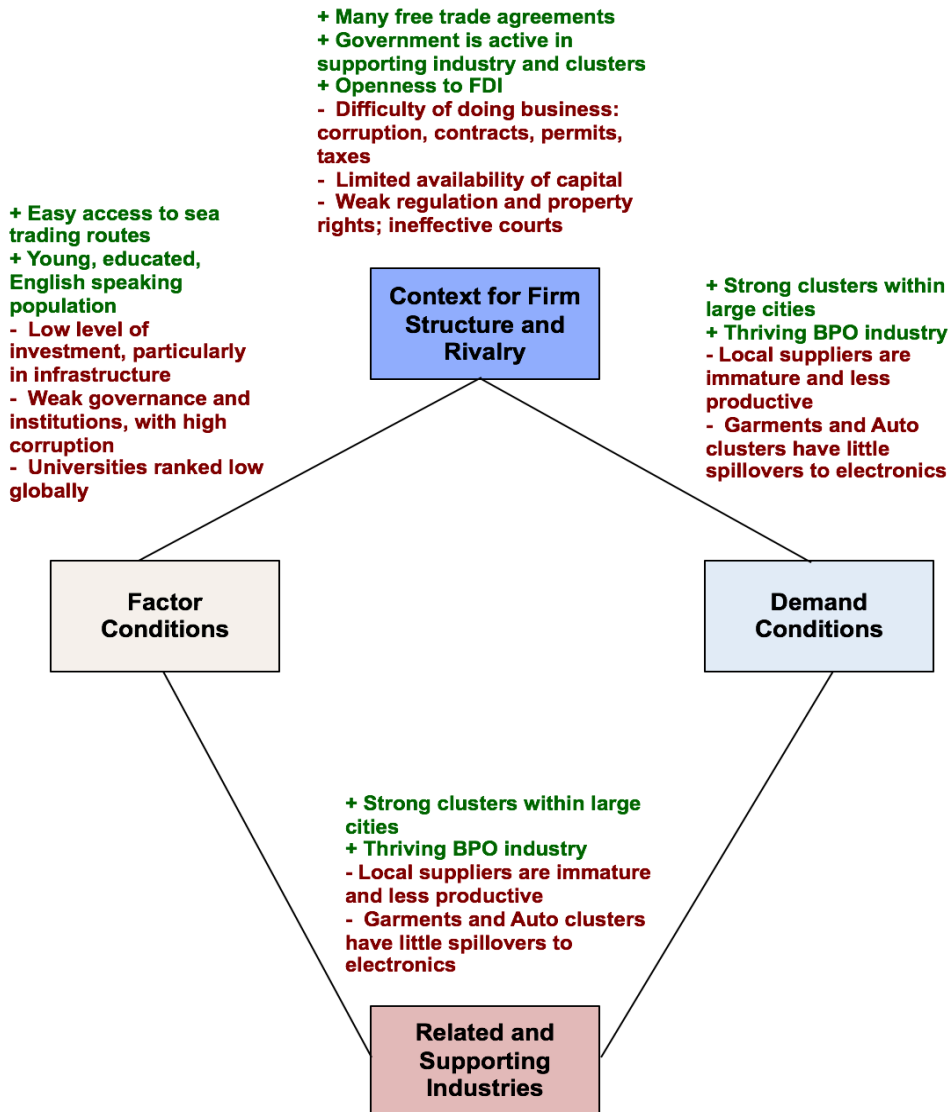 + Many free trade agreements
+ Government is active in
supporting industry and clusters
+ Openness to FDI
- Difficulty of doing business:
corruption, contracts, permits,
taxes
- Limited availability of capital
- Weak regulation and property
rights; ineffective courts
+ Easy access to sea
trading routes
+ Young, educated,
English speaking
population
- Low level of
investment, particularly
in infrastructure
- Weak governance and
institutions, with high
corruption
- Universities ranked low
globally
Context for Firm
Structure and
Rivalry
+ Strong clusters within
large cities
+ Thriving BPO industry
- Local suppliers are
immature and less
productive
- Garments and Auto
clusters have little
spillovers to electronics
Factor
Conditions
Demand
Conditions
+ Strong clusters within large
cities
+ Thriving BPO industry
- Local suppliers are immature
and less productive
- Garments and Auto clusters
have little spillovers to
electronics
Related and
Supporting
Industries